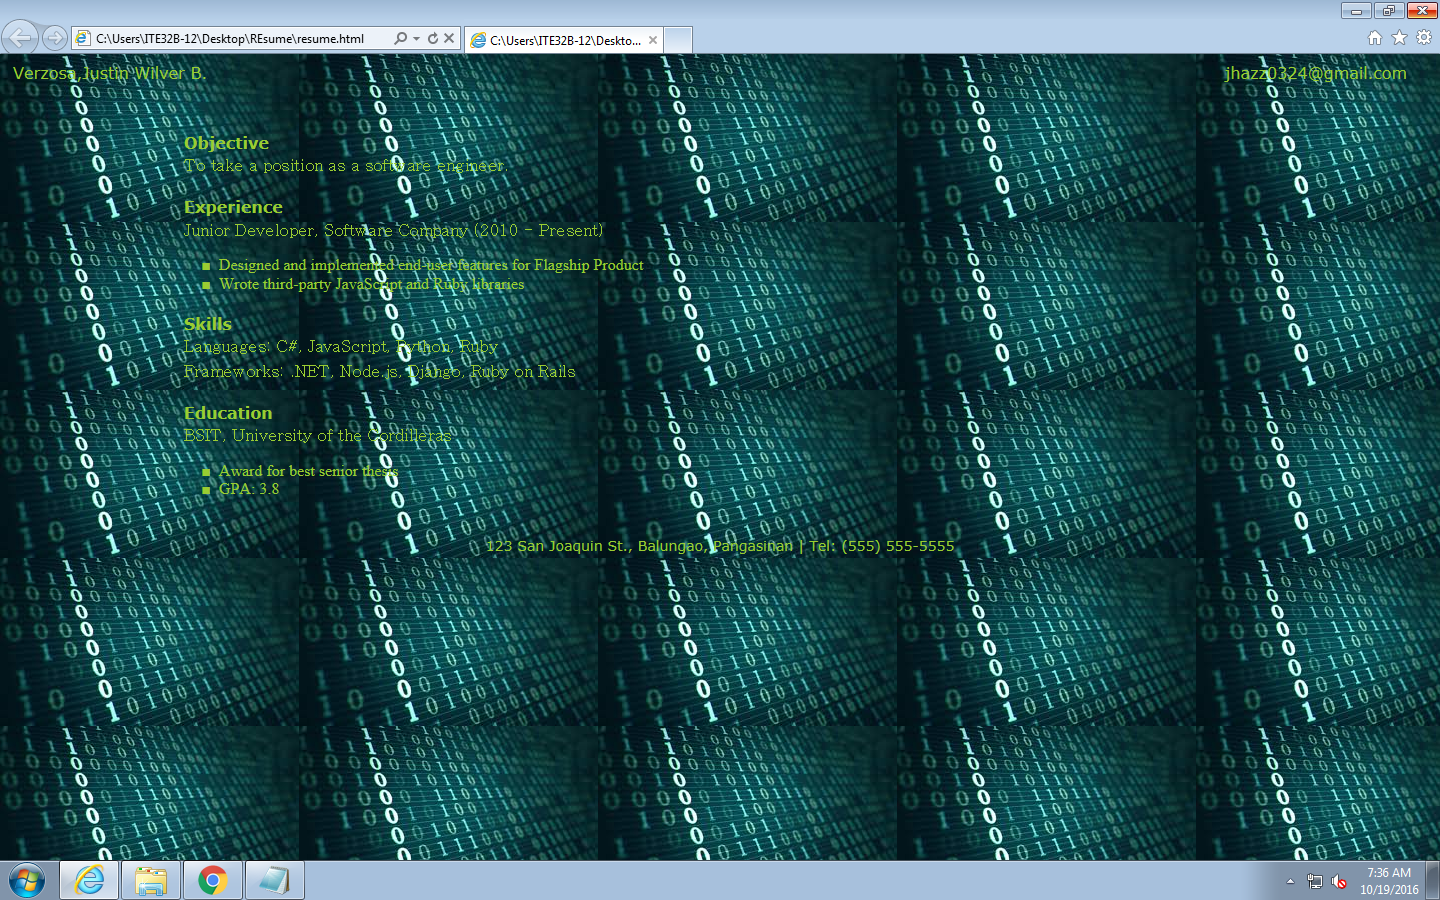 C:\Users\ITE32B-12\Desktop\REsume\resume.html
C:\Users\ITE32B-12\Deskto...
Verzosa,Justin Wilver B.
jhazz0324@gmail.com
Objective
To take a position as a software engineer.
Experience
Junior Developer, Software Company (2010 - Present)
Designed and implemented end-user features for Flagship Product
Wrote third-party JavaScript and Ruby libraries
Skills
Languages: C#, JavaScript, Python, Ruby
Frameworks: .NET, Node.js, Django, Ruby on Rails
Education
BSIT, University of the Cordilleras
Award for best senior thesis
GPA: 3.8
123 San Joaquin St., Balungao, Pangasinan | Tel: (555) 555-5555
7:36 AM
10/19/2016